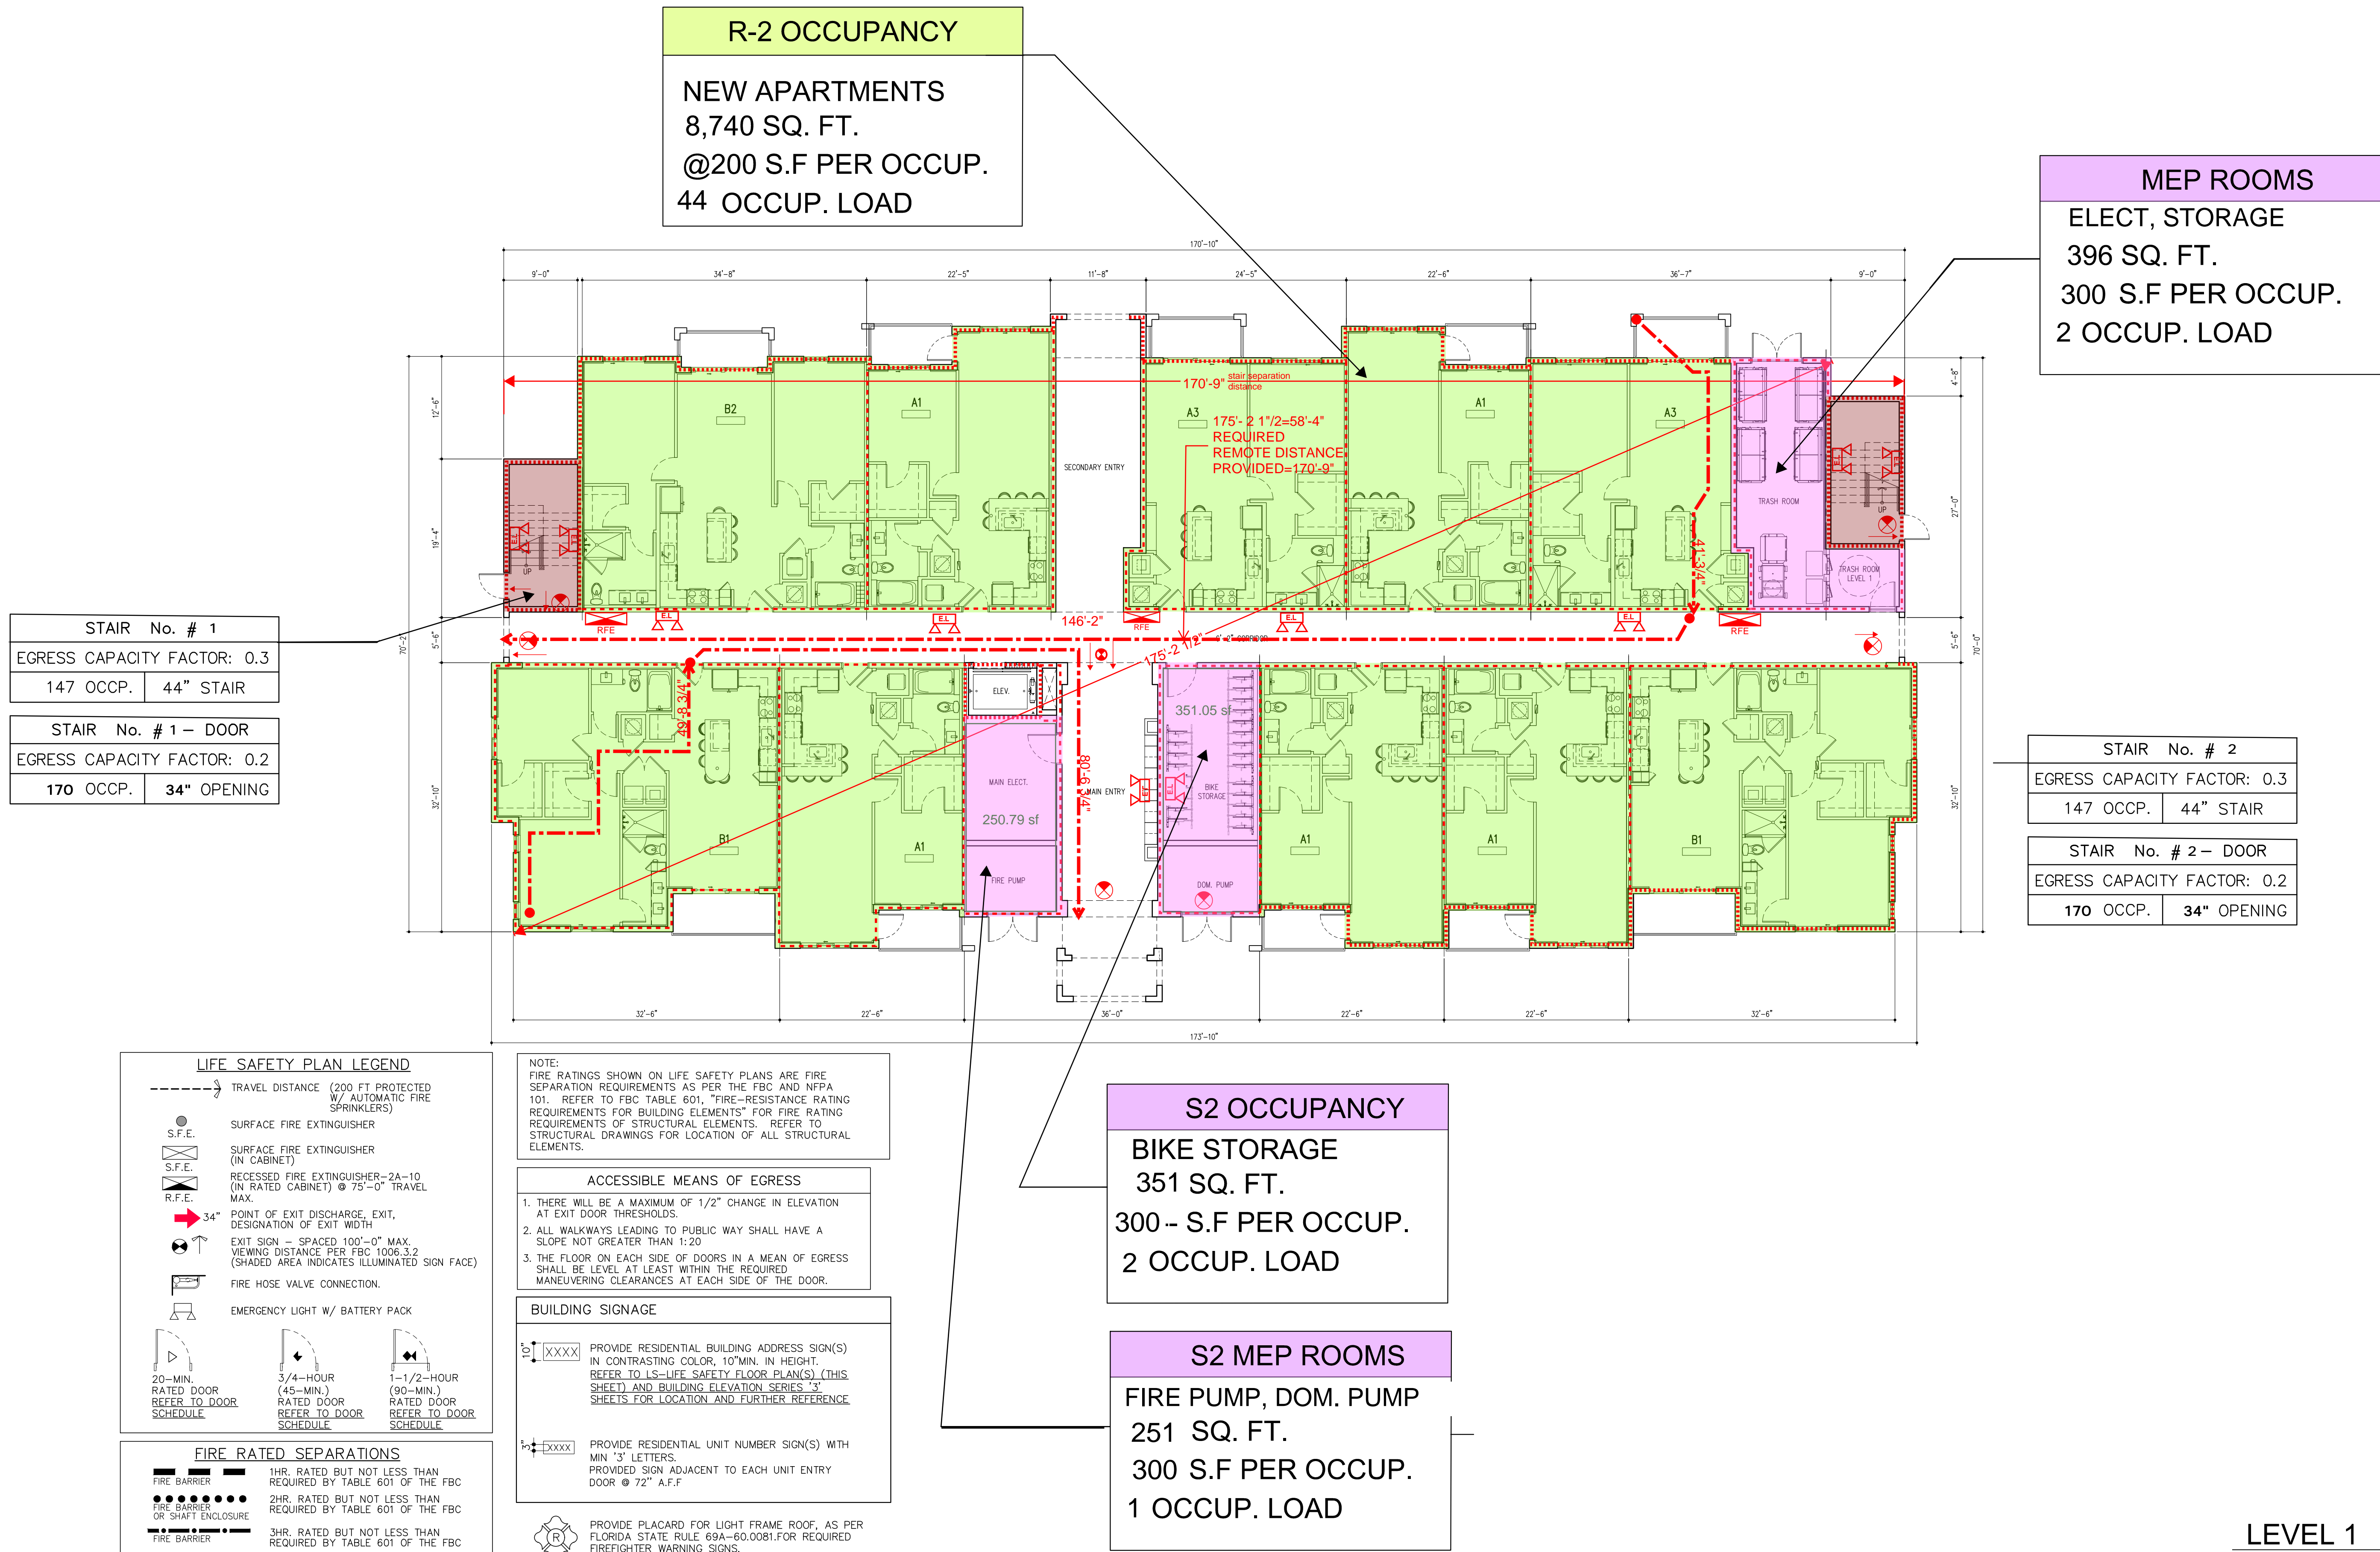 R-2 OCCUPANCY
NEW APARTMENTS
8,740 SQ. FT.
@200 S.F PER OCCUP.
44 OCCUP. LOAD
MEP ROOMS
ELECT, STORAGE
396 SQ. FT.
300 S.F PER OCCUP.
2 OCCUP. LOAD
170'-10"
9'-0"
34'-8"
22'-5"
11'-8"
24'-5"
22'-6"
36'-7"
9'-0"
12'-6"
19'-4"
5'-6"
32'-10"
70'-2"
4'-8"
27'-0"
5'-6"
32'-10"
70'-0"
170'-9" stair separation
distance
B2
A1
A3
A1
A3
175'- 2 1"/2=58'-4"
REQUIRED
REMOTE DISTANCE
PROVIDED=170'-9"
SECONDARY ENTRY
TRASH ROOM
UP
UP
E.L
E.L
E.L
E.L
41'-3/4"
TRASH ROOM
LEVEL 1
RFE
E.L
E.L
RFE
E.L
E.L
E.L
RFE
146'-2"
CORRIDOR
175'-2 1/2"
STAIR No. # 1
EGRESS CAPACITY FACTOR: 0.3
147 OCCP. 44" STAIR
STAIR No. # 1 – DOOR
EGRESS CAPACITY FACTOR: 0.2
170 OCCP. 34" OPENING
49'-8 3/4"
ELEV.
351.05 sf
MAIN ELECT.
250.79 sf
FIRE PUMP
80'-6 3/4"
MAIN ENTRY
E.L
E.L
BIKE
STORAGE
DOM. PUMP
B1
A1
A1
A1
B1
STAIR No. # 2
EGRESS CAPACITY FACTOR: 0.3
147 OCCP. 44" STAIR
STAIR No. # 2 – DOOR
EGRESS CAPACITY FACTOR: 0.2
170 OCCP. 34" OPENING
32'-6"
22'-6"
36'-0"
22'-6"
22'-6"
32'-6"
173'-10"
LIFE SAFETY PLAN LEGEND
TRAVEL DISTANCE (200 FT PROTECTED
W/ AUTOMATIC FIRE
SPRINKLERS)
S.F.E. SURFACE FIRE EXTINGUISHER
SURFACE FIRE EXTINGUISHER
(IN CABINET)
S.F.E.
RECESSED FIRE EXTINGUISHER-2A-10
(IN RATED CABINET) @ 75'-0" TRAVEL
R.F.E. MAX.
34" POINT OF EXIT DISCHARGE, EXIT,
DESIGNATION OF EXIT WIDTH
EXIT SIGN – SPACED 100'-0" MAX.
VIEWING DISTANCE PER FBC 1006.3.2
(SHADED AREA INDICATES ILLUMINATED SIGN FACE)
FIRE HOSE VALVE CONNECTION.
EMERGENCY LIGHT W/ BATTERY PACK
20-MIN.
RATED DOOR
REFER TO DOOR
SCHEDULE
3/4-HOUR
(45-MIN.)
RATED DOOR
REFER TO DOOR
SCHEDULE
1-1/2-HOUR
(90-MIN.)
RATED DOOR
REFER TO DOOR
SCHEDULE
FIRE RATED SEPARATIONS
FIRE BARRIER
1HR. RATED BUT NOT LESS THAN
REQUIRED BY TABLE 601 OF THE FBC
FIRE BARRIER
OR SHAFT ENCLOSURE
2HR. RATED BUT NOT LESS THAN
REQUIRED BY TABLE 601 OF THE FBC
FIRE BARRIER
3HR. RATED BUT NOT LESS THAN
REQUIRED BY TABLE 601 OF THE FBC
NOTE:
FIRE RATINGS SHOWN ON LIFE SAFETY PLANS ARE FIRE
SEPARATION REQUIREMENTS AS PER THE FBC AND NFPA
101. REFER TO FBC TABLE 601, "FIRE-RESISTANCE RATING
REQUIREMENTS FOR BUILDING ELEMENTS" FOR FIRE RATING
REQUIREMENTS OF STRUCTURAL ELEMENTS. REFER TO
STRUCTURAL DRAWINGS FOR LOCATION OF ALL STRUCTURAL
ELEMENTS.
ACCESSIBLE MEANS OF EGRESS
1. THERE WILL BE A MAXIMUM OF 1/2" CHANGE IN ELEVATION
AT EXIT DOOR THRESHOLDS.
2. ALL WALKWAYS LEADING TO PUBLIC WAY SHALL HAVE A
SLOPE NOT GREATER THAN 1:20
3. THE FLOOR ON EACH SIDE OF DOORS IN A MEAN OF EGRESS
SHALL BE LEVEL AT LEAST WITHIN THE REQUIRED
MANEUVERING CLEARANCES AT EACH SIDE OF THE DOOR.
BUILDING SIGNAGE
10" XXXX PROVIDE RESIDENTIAL BUILDING ADDRESS SIGN(S)
IN CONTRASTING COLOR, 10"MIN. IN HEIGHT.
REFER TO LS-LIFE SAFETY FLOOR PLAN(S) (THIS
SHEET) AND BUILDING ELEVATION SERIES '3'
SHEETS FOR LOCATION AND FURTHER REFERENCE
3" XXXX PROVIDE RESIDENTIAL UNIT NUMBER SIGN(S) WITH
MIN '3' LETTERS.
PROVIDED SIGN ADJACENT TO EACH UNIT ENTRY
DOOR @ 72" A.F.F
R PROVIDE PLACARD FOR LIGHT FRAME ROOF, AS PER
FLORIDA STATE RULE 69A-60.0081.FOR REQUIRED
FIREFIGHTER WARNING SIGNS.
S2 OCCUPANCY
BIKE STORAGE
351 SQ. FT.
300 - S.F PER OCCUP.
2 OCCUP. LOAD
S2 MEP ROOMS
FIRE PUMP, DOM. PUMP
251 SQ. FT.
300 S.F PER OCCUP.
1 OCCUP. LOAD
LEVEL 1